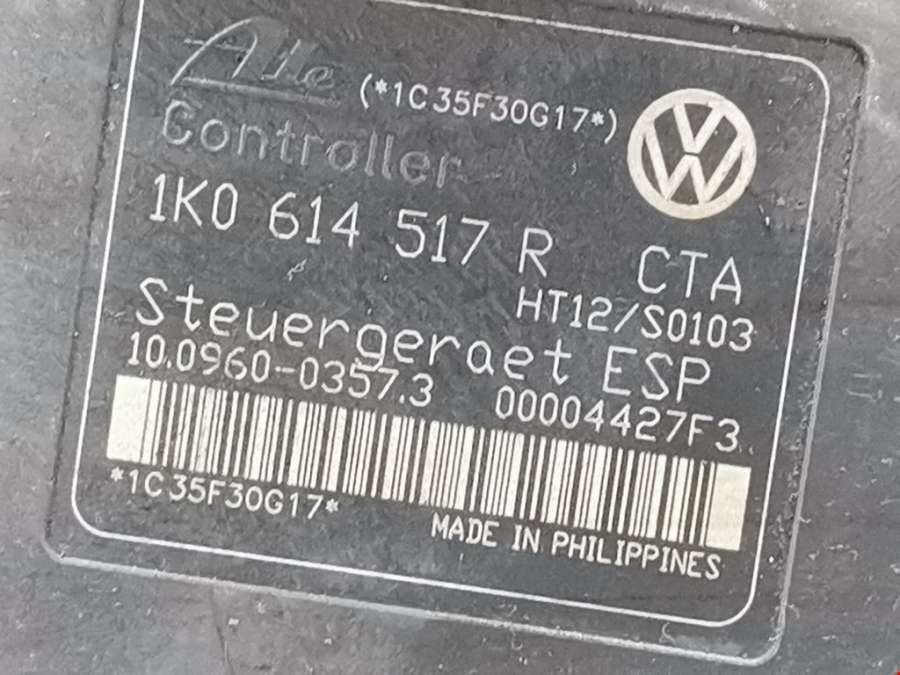 Ate (*1C35F30G17*)
Controller
1K0 614 517 R CTA
HT12/S0103
Steuergeraet ESP
10.0960-0357.3 00004427F3
*1C35F30G17*
MADE IN PHILIPPINES